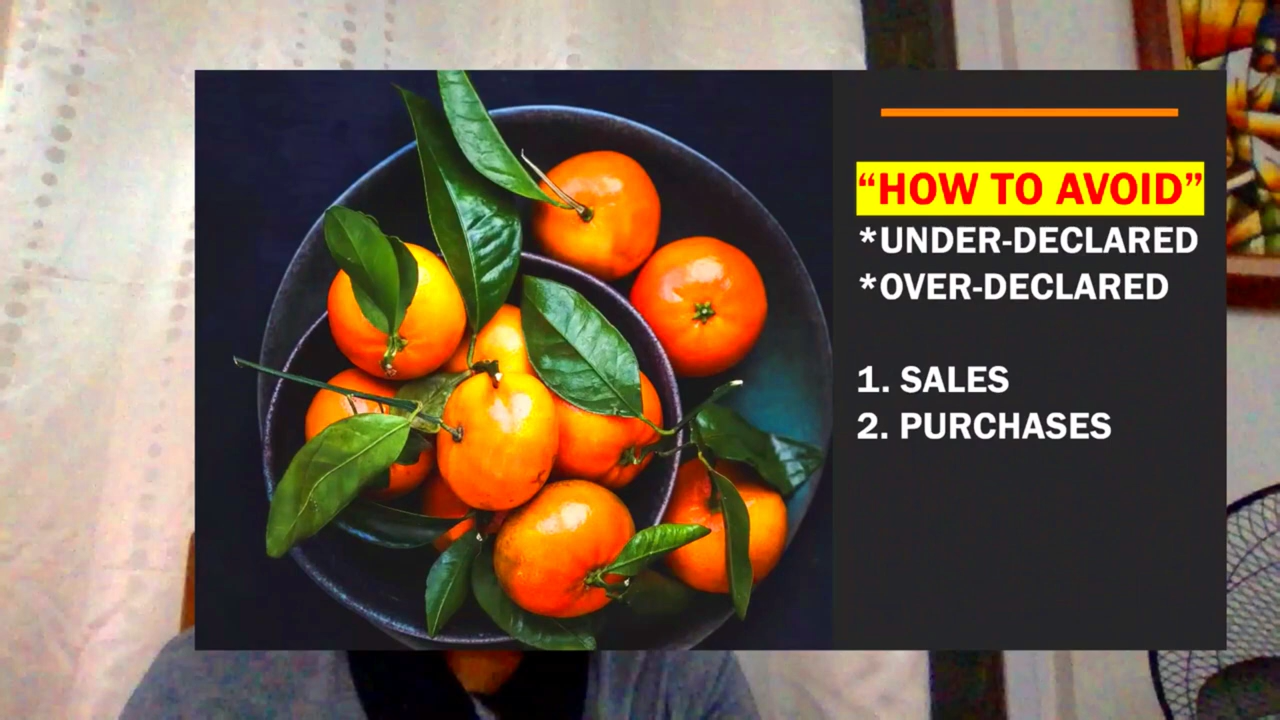 “HOW TO AVOID”
*UNDER-DECLARED
*OVER-DECLARED
1. SALES
2. PURCHASES